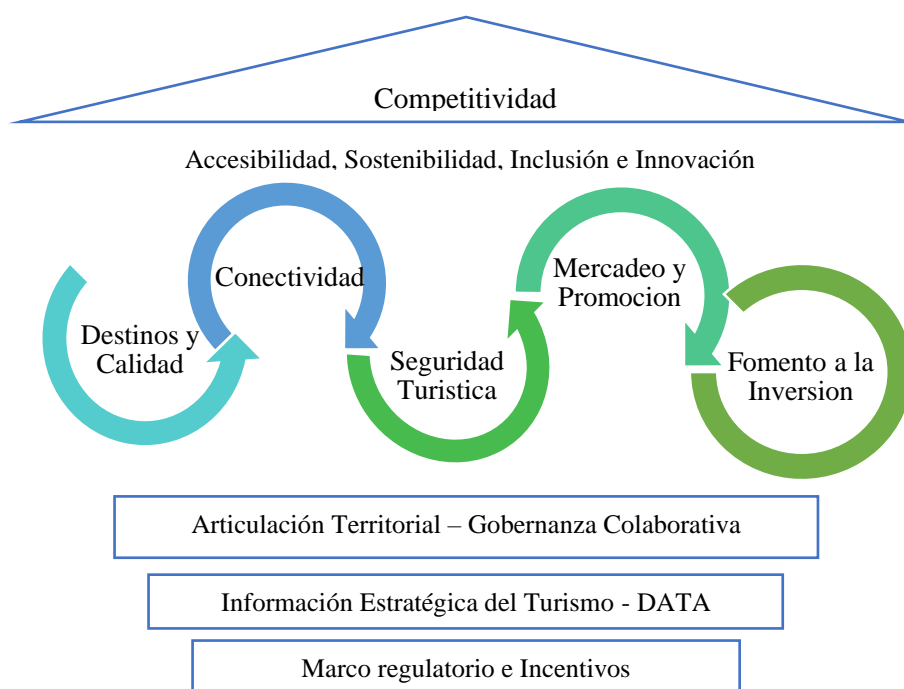 Competitividad
Accesibilidad, Sostenibilidad, Inclusión e Innovación
Destinos y
Calidad
Conectividad
Seguridad
Turistica
Mercadeo y
Promocion
Fomento a la
Inversion
Articulación Territorial – Gobernanza Colaborativa
Información Estratégica del Turismo - DATA
Marco regulatorio e Incentivos